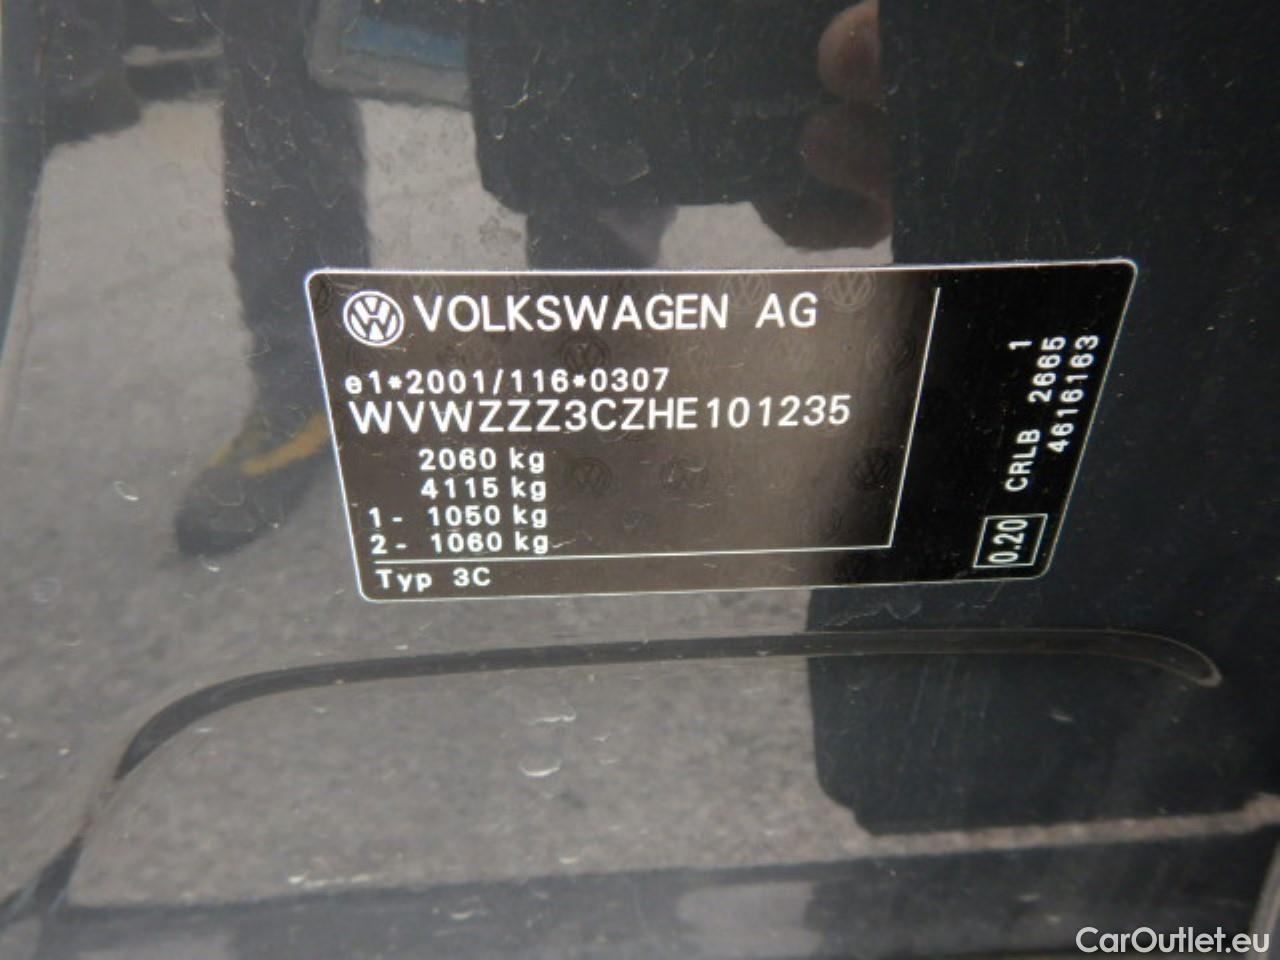 VOLKSWAGEN AG
e1*2001/116*0307
WVWZZZ3CZHE101235
2060 kg
4115 kg
1- 1050 kg
2- 1060 kg
Typ 3C
CRLB 2665 1
4616163
0.20
CarOutlet.eu